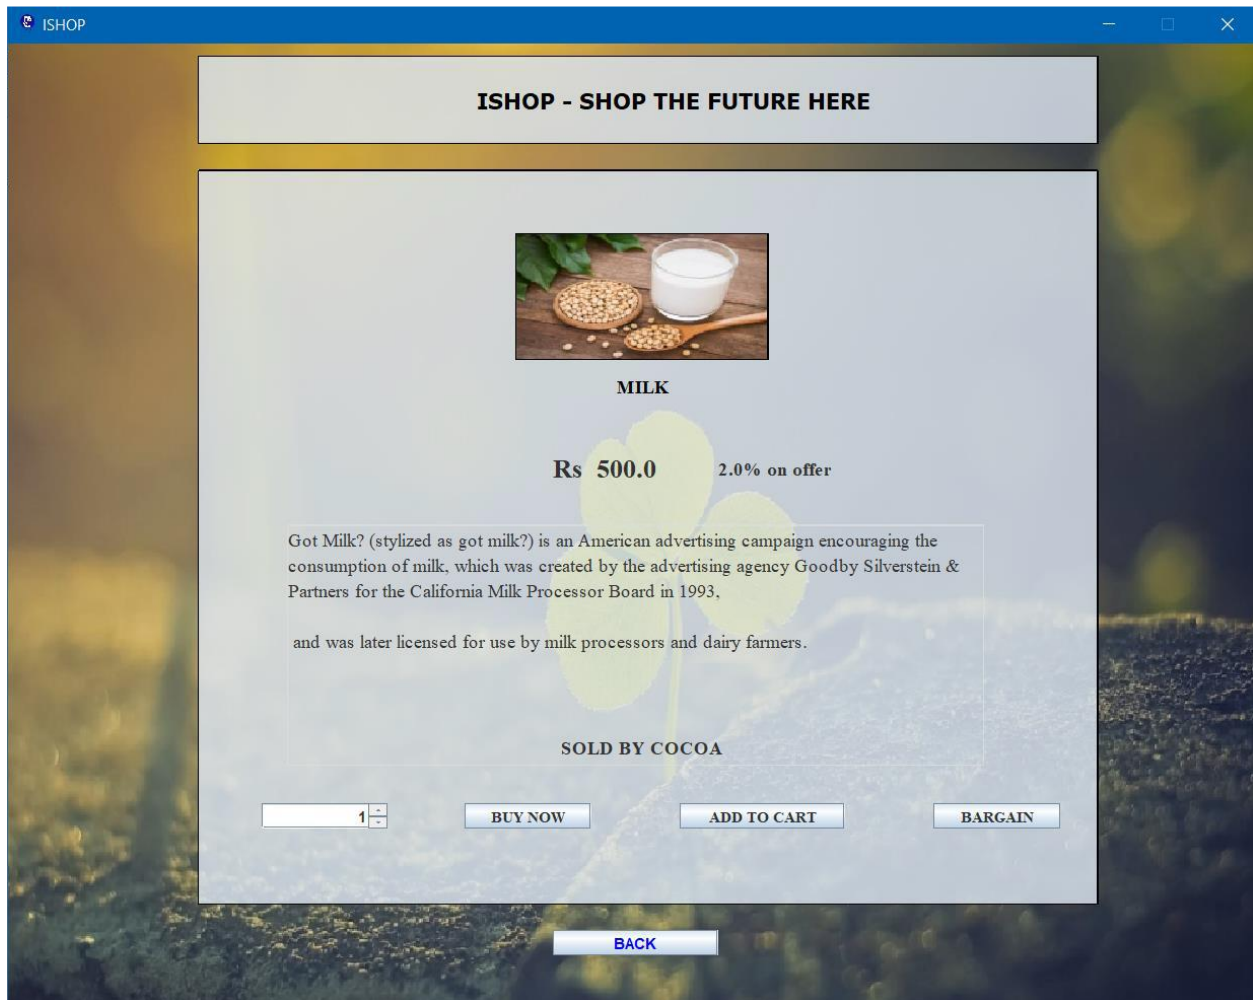 ISHOP
ISHOP - SHOP THE FUTURE HERE
MILK
Rs 500.0 2.0% on offer
Got Milk? (stylized as got milk?) is an American advertising campaign encouraging the
consumption of milk, which was created by the advertising agency Goodby Silverstein &
Partners for the California Milk Processor Board in 1993,
and was later licensed for use by milk processors and dairy farmers.
SOLD BY COCOA
1 BUY NOW ADD TO CART BARGAIN
BACK